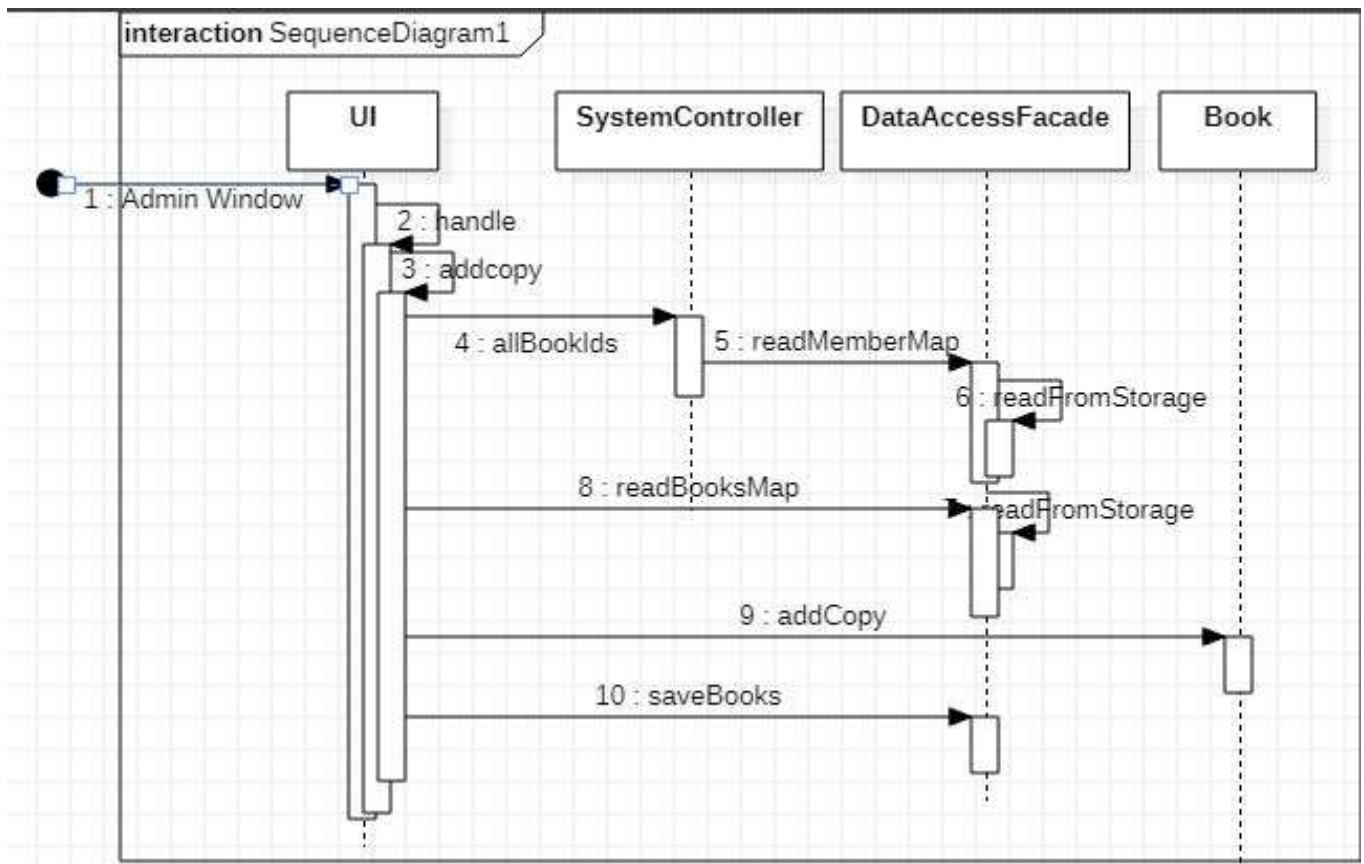 interaction SequenceDiagram1
UI
SystemController
DataAccessFacade
Book
1 : Admin Window
2 : handle
3 : addcopy
4 : allBookIds
5 : readMemberMap
6 : readFromStorage
8 : readBooksMap
readFromStorage
9 : addCopy
10 : saveBooks